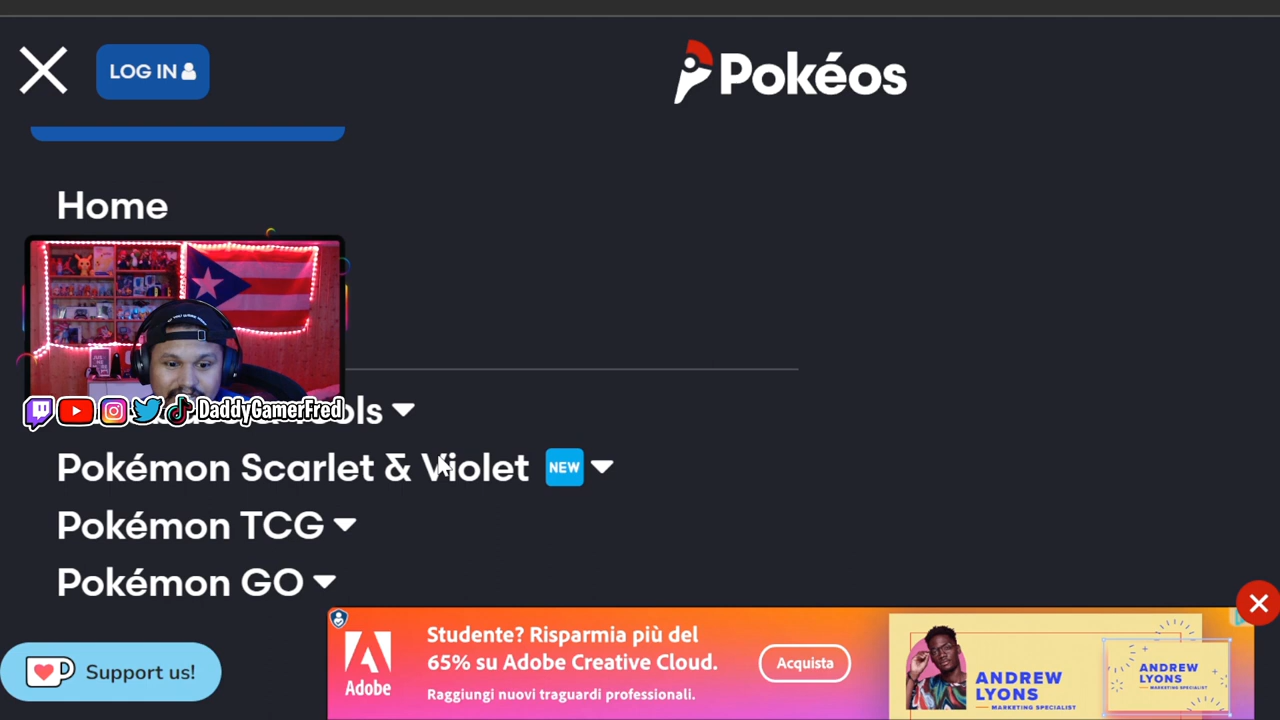 LOG IN
Pokéos
Home
DaddyGamerFred
ols
Pokémon Scarlet & Violet NEW
Pokémon TCG
Pokémon GO
Support us!
Adobe
Studente? Risparmia più del
65% su Adobe Creative Cloud.
Raggiungi nuovi traguardi professionali.
Acquista
ANDREW
LYONS
MARKETING SPECIALIST
ANDREW
LYONS
MARKETING SPECIALIST